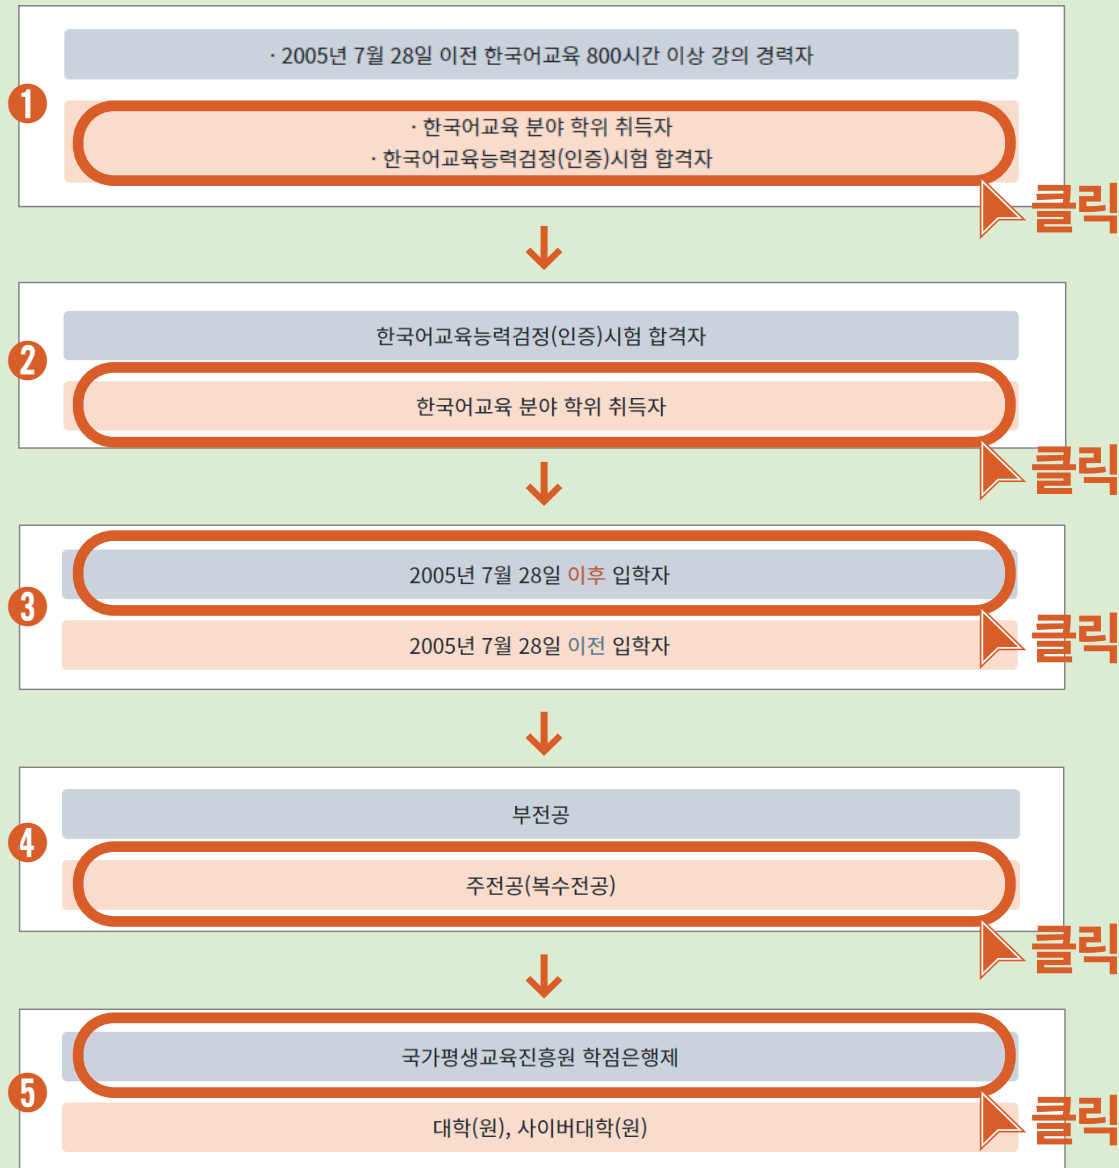 · 2005년 7월 28일 이전 한국어교육 800시간 이상 강의 경력자
1
· 한국어교육 분야 학위 취득자
· 한국어교육능력검정(인증)시험 합격자
클릭
한국어교육능력검정(인증)시험 합격자
2
한국어교육 분야 학위 취득자
클릭
2005년 7월 28일 이후 입학자
3
2005년 7월 28일 이전 입학자
클릭
부전공
4
주전공(복수전공)
클릭
국가평생교육진흥원 학점은행제
5
대학(원), 사이버대학(원)
클릭